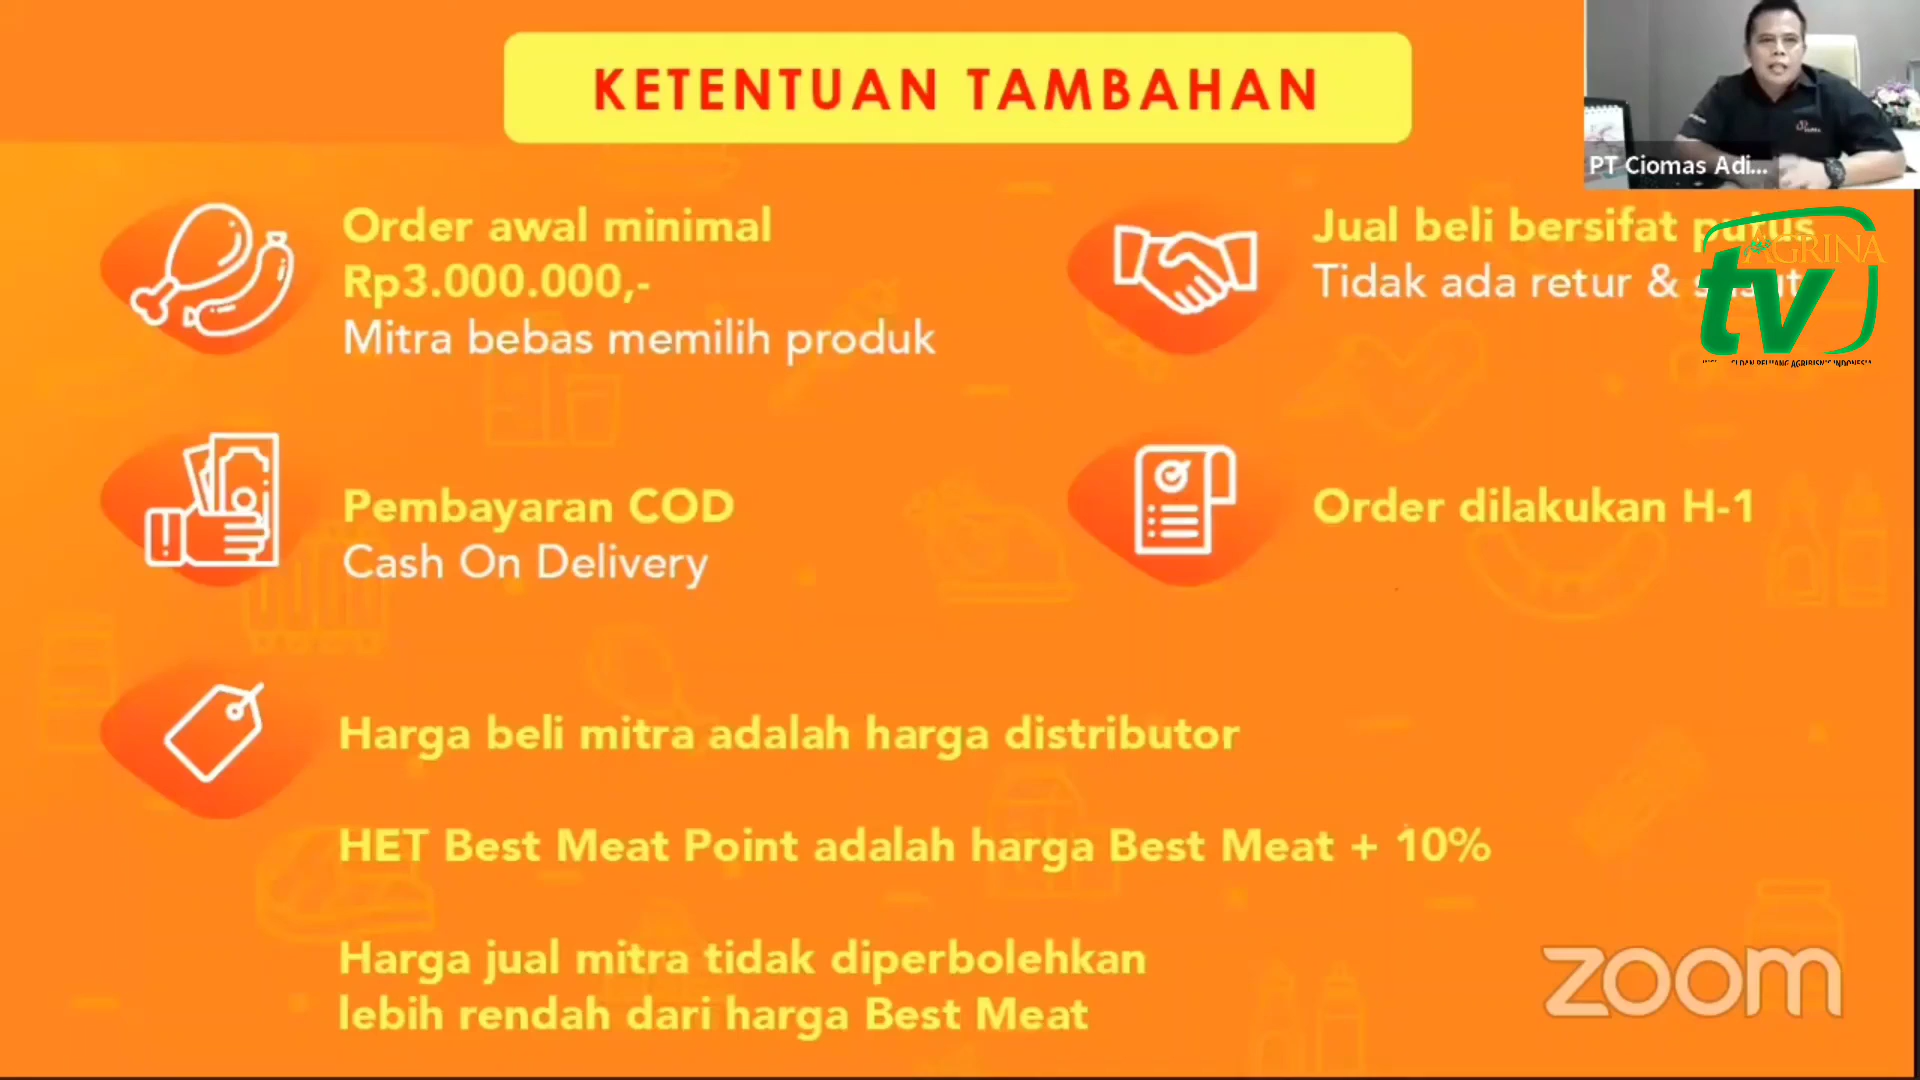 KETENTUAN TAMBAHAN
PT Ciomas Adi...
Order awal minimal
Rp3.000.000,-
Mitra bebas memilih produk
Jual beli bersifat putus
Tidak ada retur &
AGRINA
tv
Pembayaran COD
Cash On Delivery
Order dilakukan H-1
Harga beli mitra adalah harga distributor
HET Best Meat Point adalah harga Best Meat + 10%
Harga jual mitra tidak diperbolehkan
lebih rendah dari harga Best Meat
zoom